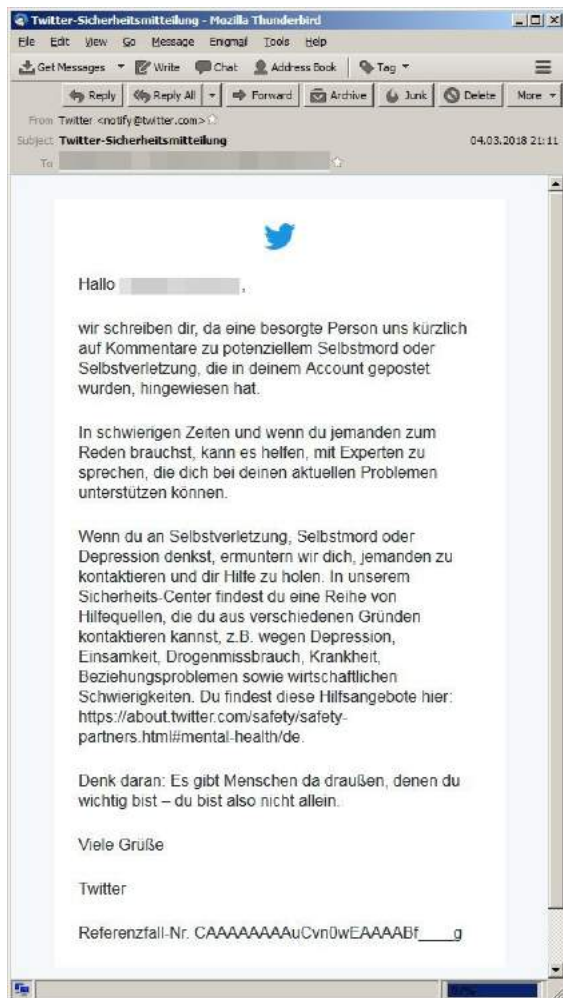 Twitter-Sicherheitsmitteilung - Mozilla Thunderbird
File Edit View Go Message Enigmail Tools Help
Get Messages Write Chat Address Book Tag
Reply Reply All Forward Archive Junk Delete More
From Twitter <notify@twitter.com>
Subject Twitter-Sicherheitsmitteilung 04.03.2018 21:11
To
Hallo ,
wir schreiben dir, da eine besorgte Person uns kürzlich
auf Kommentare zu potenziellem Selbstmord oder
Selbstverletzung, die in deinem Account gepostet
wurden, hingewiesen hat.
In schwierigen Zeiten und wenn du jemanden zum
Reden brauchst, kann es helfen, mit Experten zu
sprechen, die dich bei deinen aktuellen Problemen
unterstützen können.
Wenn du an Selbstverletzung, Selbstmord oder
Depression denkst, ermuntern wir dich, jemanden zu
kontaktieren und dir Hilfe zu holen. In unserem
Sicherheits-Center findest du eine Reihe von
Hilfequellen, die du aus verschiedenen Gründen
kontaktieren kannst, z.B. wegen Depression,
Einsamkeit, Drogenmissbrauch, Krankheit,
Beziehungsproblemen sowie wirtschaftlichen
Schwierigkeiten. Du findest diese Hilfsangebote hier:
https://about.twitter.com/safety/safety-
partners.html#mental-health/de.
Denk daran: Es gibt Menschen da draußen, denen du
wichtig bist – du bist also nicht allein.
Viele Grüße
Twitter
Referenzfall-Nr. CAAAAAAAAuCvn0wEAAAABf____g